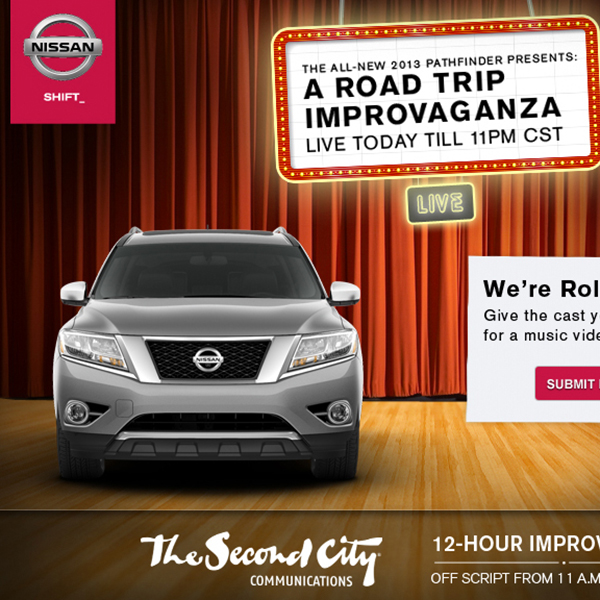 NISSAN
SHIFT_
THE ALL-NEW 2013 PATHFINDER PRESENTS:
A ROAD TRIP
IMPROVAGANZA
LIVE TODAY TILL 11PM CST
LIVE
We're Rol
Give the cast y
for a music vide
SUBMIT
NISSAN
The Second City
COMMUNICATIONS
12-HOUR IMPROV
OFF SCRIPT FROM 11 A.M